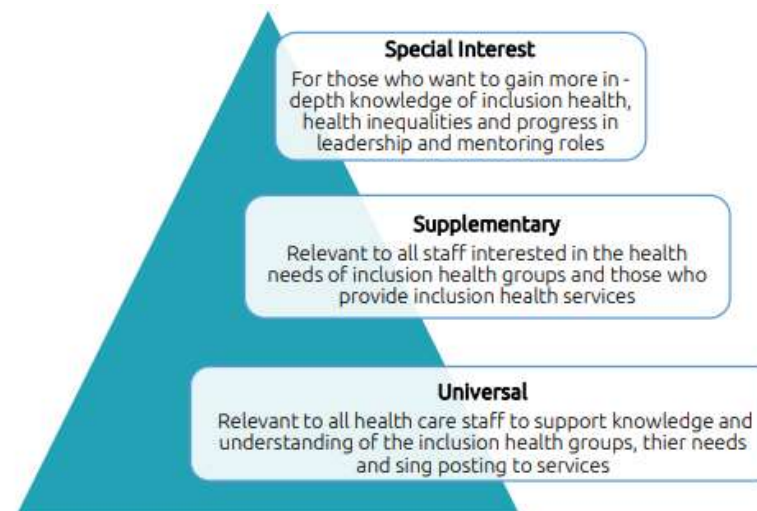 Special Interest
For those who want to gain more in -
depth knowledge of inclusion health,
health inequalities and progress in
leadership and mentoring roles
Supplementary
Relevant to all staff interested in the health
needs of inclusion health groups and those who
provide inclusion health services
Universal
Relevant to all health care staff to support knowledge and
understanding of the inclusion health groups, thier needs
and sing posting to services